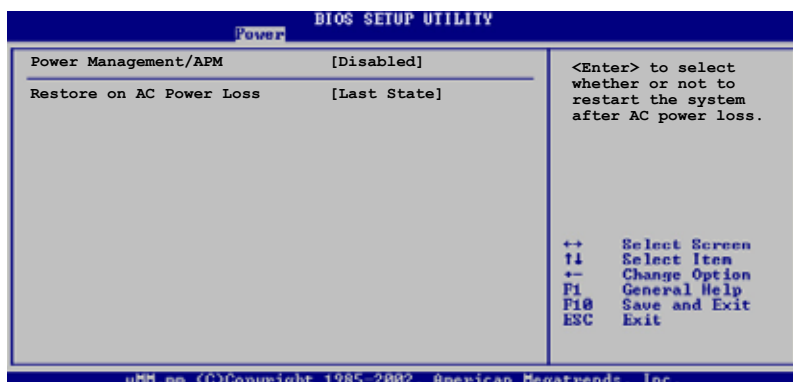 BIOS SETUP UTILITY
Power
Power Management/APM [Disabled]
Restore on AC Power Loss [Last State]
<Enter> to select
whether or not to
restart the system
after AC power loss.
↔ Select Screen
↑↓ Select Item
+- Change Option
F1 General Help
F10 Save and Exit
ESC Exit
(C)Copyright 1985-2002, American Megatrends, Inc